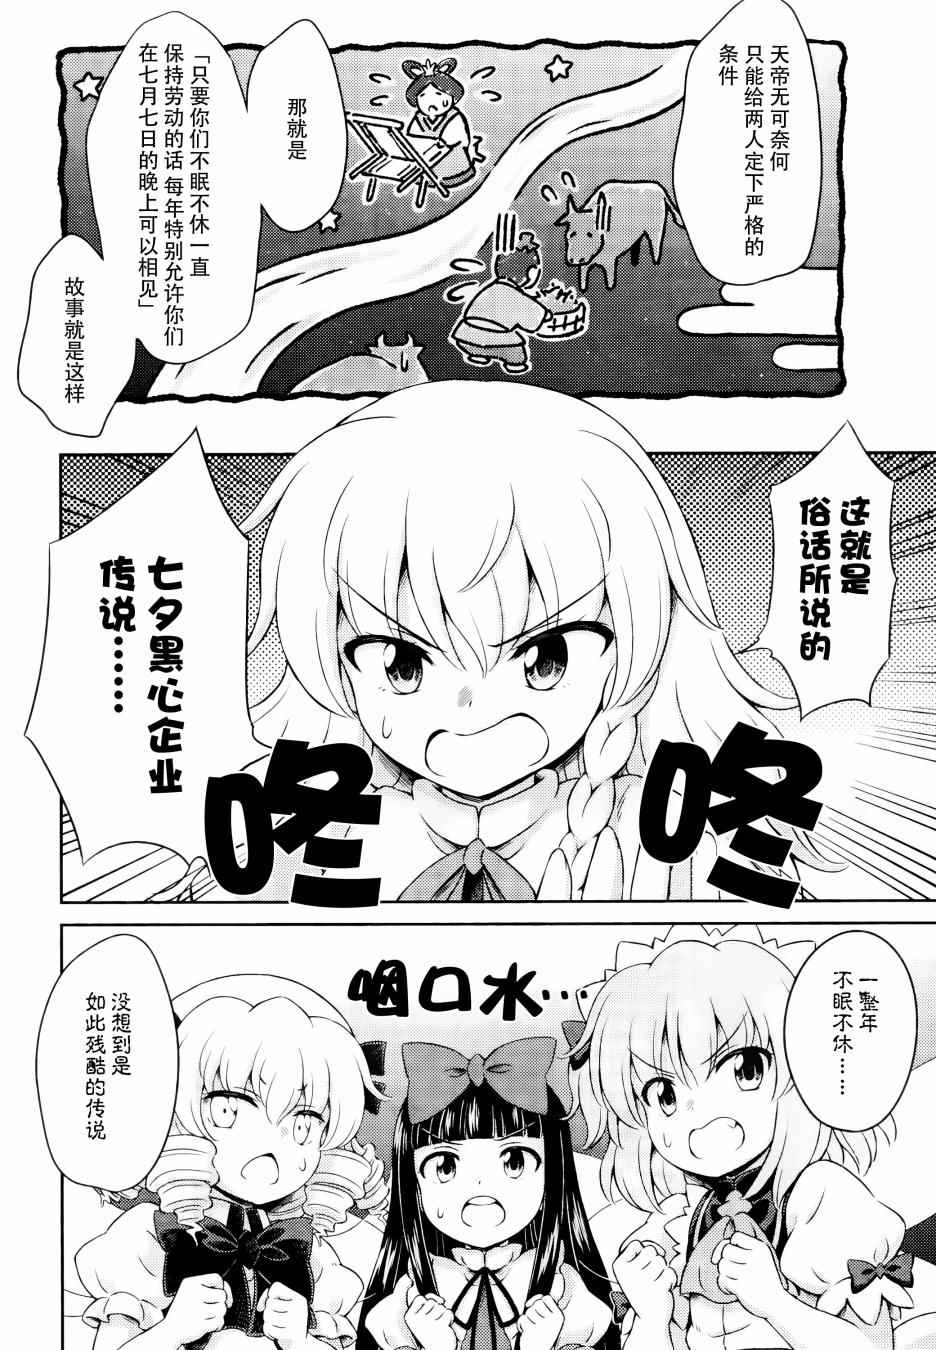 天帝无可奈何
只能给两人定下严格的
条件
那就是
「只要你们不眠不休一直
保持劳动的话 每年特别允许你们
在七月七日的晚上可以相见」
故事就是这样
这就是
俗话所说的
七夕黑心企业
传说……
咚
咚
一整年
不眠不休……
咽口水…
没想到是
如此残酷的传说